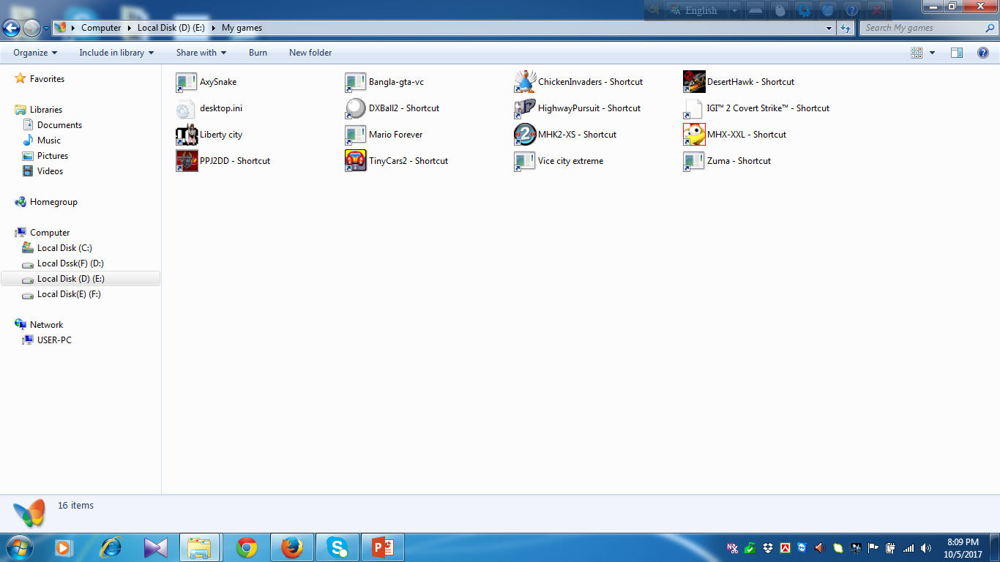 অ English
Computer Local Disk (D) (E:) My games
Search My games
Organize Include in library Share with Burn New folder
Favorites
Libraries
Documents
Music
Pictures
Videos
Homegroup
Computer
Local Disk (C:)
Local Dssk(F) (D:)
Local Disk (D) (E:)
Local Disk(E) (F:)
Network
USER-PC
AxySnake Bangla-gta-vc ChickenInvaders - Shortcut DesertHawk - Shortcut
desktop.ini DXBall2 - Shortcut HighwayPursuit - Shortcut IGI™ 2 Covert Strike™ - Shortcut
Liberty city Mario Forever MHK2-XS - Shortcut MHX-XXL - Shortcut
PPJ2DD - Shortcut TinyCars2 - Shortcut Vice city extreme Zuma - Shortcut
16 items
8:09 PM
10/5/2017